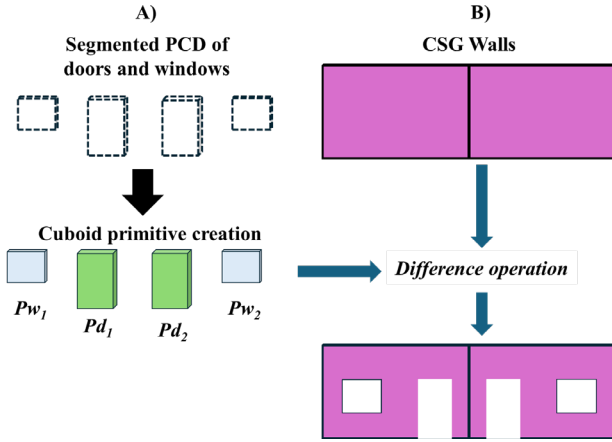 A)
Segmented PCD of
doors and windows
Cuboid primitive creation
Pw₁
Pd₁
Pd₂
Pw₂
B)
CSG Walls
Difference operation